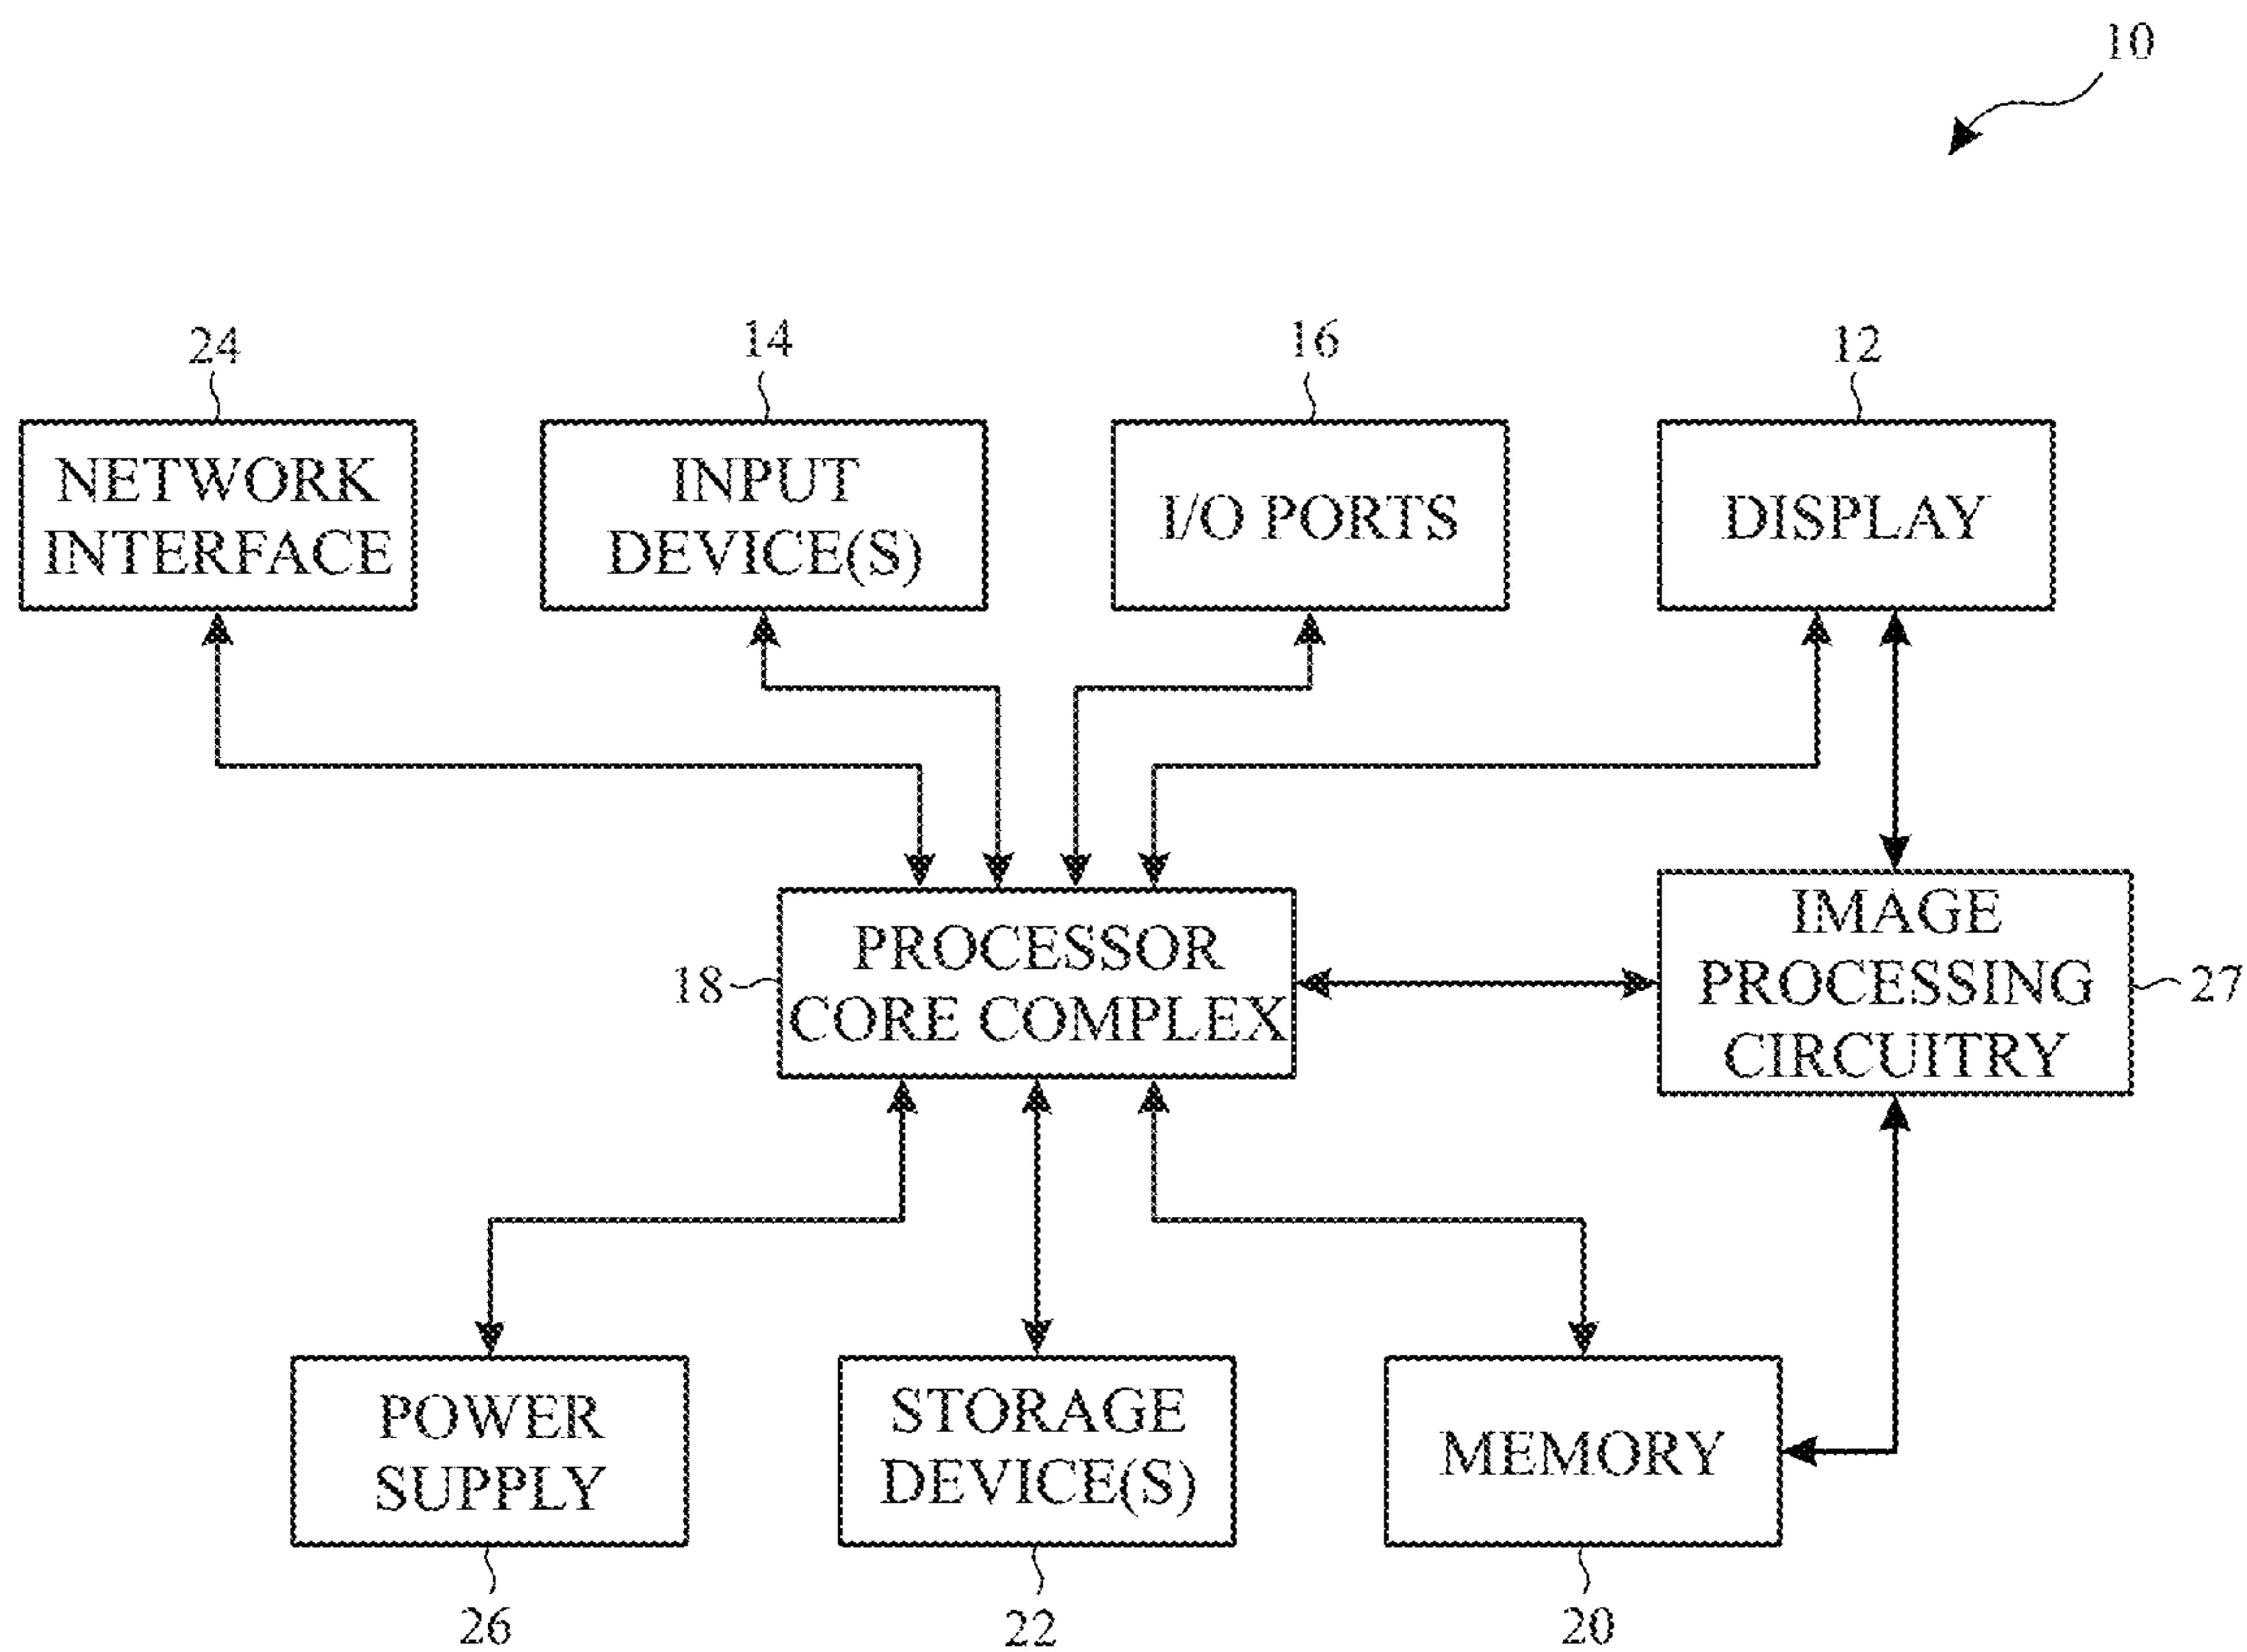 10
24
14
16
12
NETWORK
INTERFACE
INPUT
DEVICE(S)
I/O PORTS
DISPLAY
18
PROCESSOR
CORE COMPLEX
IMAGE
PROCESSING
CIRCUITRY
27
POWER
SUPPLY
STORAGE
DEVICE(S)
MEMORY
26
22
20